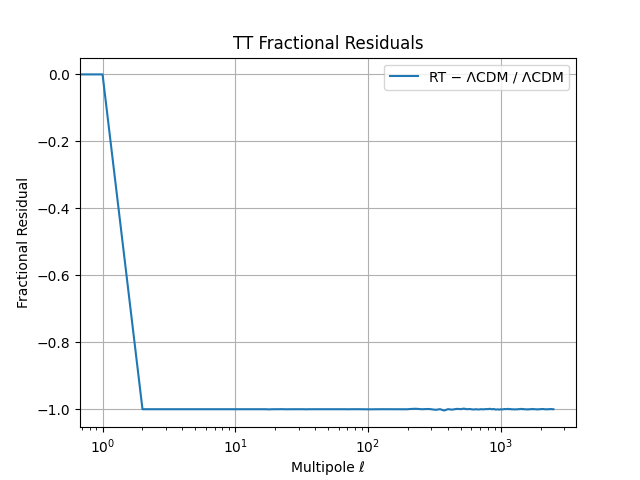 TT Fractional Residuals
RT − ΛCDM / ΛCDM
0.0
−0.2
−0.4
−0.6
−0.8
−1.0
Fractional Residual
10⁰
10¹
10²
10³
Multipole ℓ